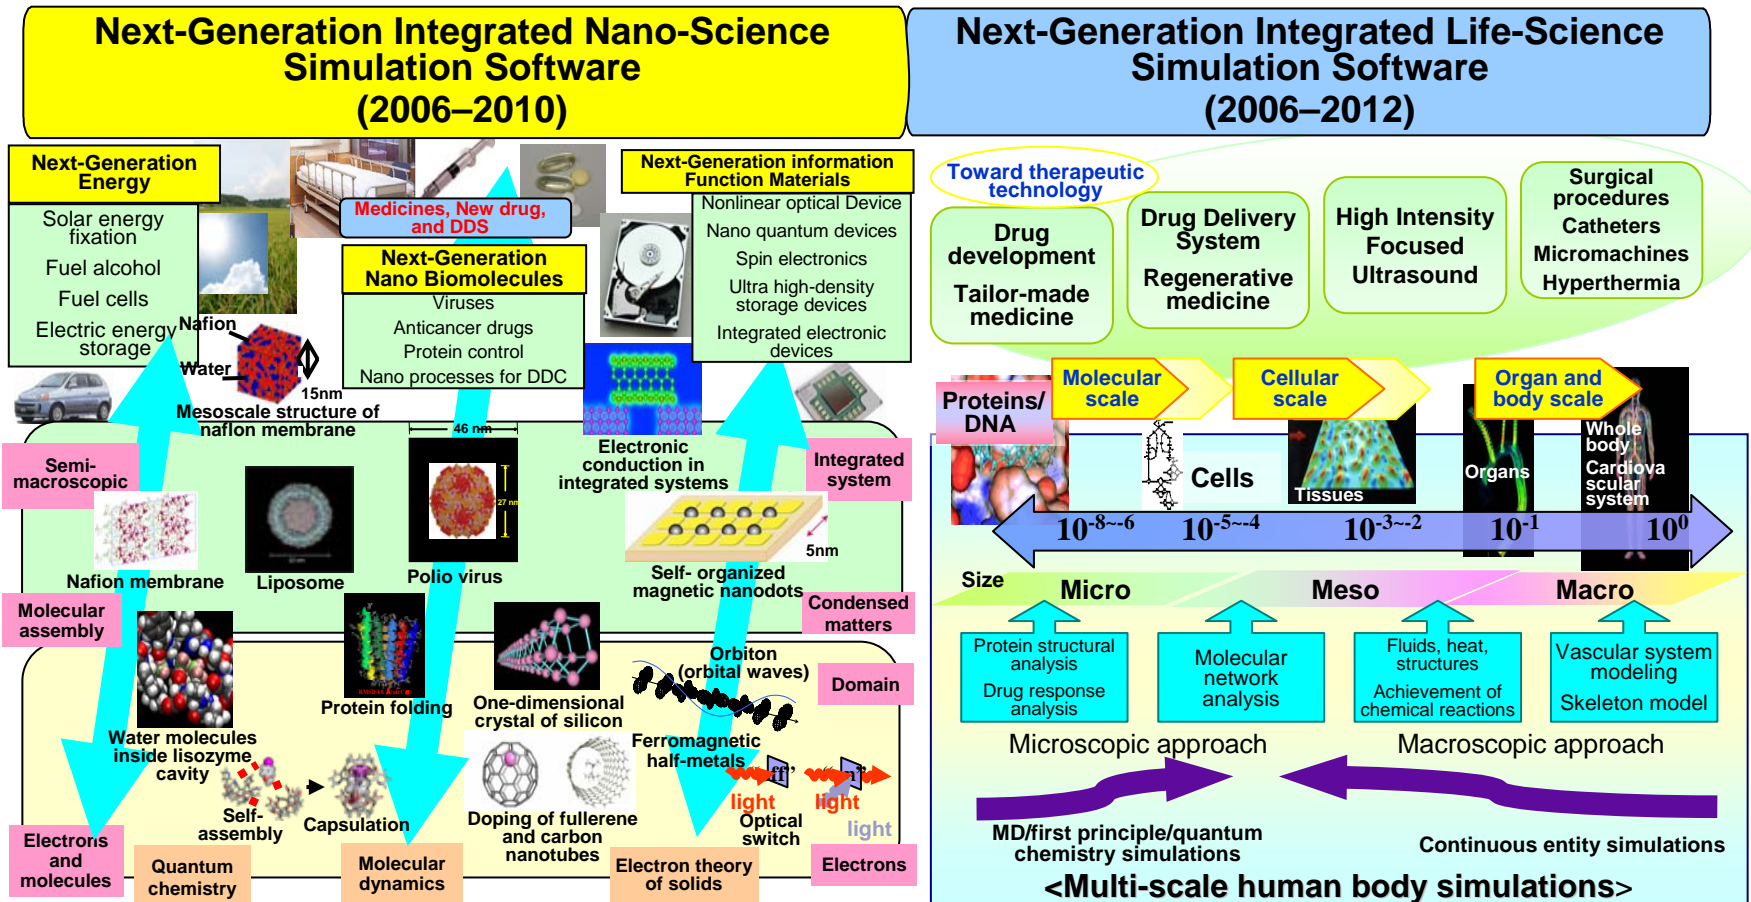 Next-Generation Integrated Nano-Science
Simulation Software
(2006–2010)
Next-Generation
Energy
Solar energy
fixation
Fuel alcohol
Fuel cells
Electric energy
storage
Nafion
Water
15nm
Mesoscale structure of
naflon membrane
Medicines, New drug,
and DDS
Next-Generation
Nano Biomolecules
Viruses
Anticancer drugs
Protein control
Nano processes for DDC
Next-Generation information
Function Materials
Nonlinear optical Device
Nano quantum devices
Spin electronics
Ultra high-density
storage devices
Integrated electronic
devices
Semi-
macroscopic
46 nm
27 nm
Electronic
conduction in
integrated systems
Integrated
system
5nm
Nafion membrane
Liposome
Polio virus
Self- organized
magnetic nanodots
Molecular
assembly
Condensed
matters
Water molecules
inside lisozyme
cavity
Protein folding
One-dimensional
crystal of silicon
Orbiton
(orbital waves)
Domain
Ferromagnetic
half-metals
Self-
assembly
Capsulation
Doping of fullerene
and carbon
nanotubes
light
Optical
switch
light
light
Electrons
and
molecules
Quantum
chemistry
Molecular
dynamics
Electron theory
of solids
Electrons
Next-Generation Integrated Life-Science
Simulation Software
(2006–2012)
Toward therapeutic
technology
Drug
development
Tailor-made
medicine
Drug Delivery
System
Regenerative
medicine
High Intensity
Focused
Ultrasound
Surgical
procedures
Catheters
Micromachines
Hyperthermia
Proteins/
DNA
Molecular
scale
Cellular
scale
Organ and
body scale
Cells
Tissues
Organs
Whole
body
Cardiova
scular
system
10-8~-6
10-5~-4
10-3~-2
10-1
100
Size
Micro
Meso
Macro
Protein structural
analysis
Drug response
analysis
Molecular
network
analysis
Fluids, heat,
structures
Achievement of
chemical reactions
Vascular system
modeling
Skeleton model
Microscopic approach
Macroscopic approach
MD/first principle/quantum
chemistry simulations
Continuous entity simulations
<Multi-scale human body simulations>